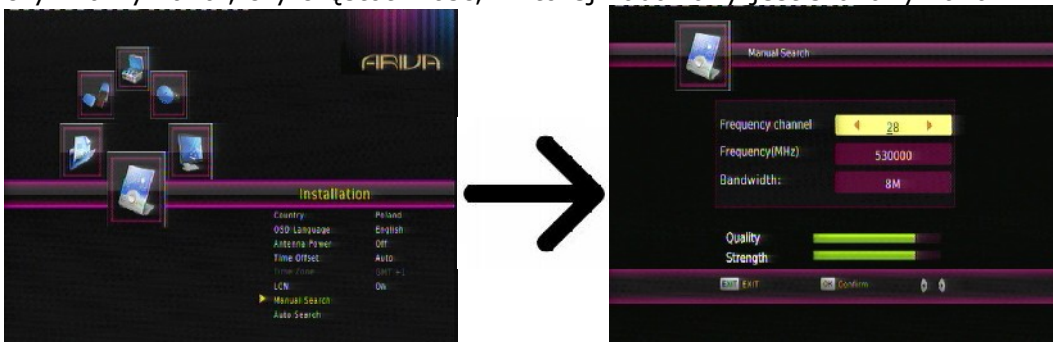 ARIVA
Installation
Country: Poland
OSD Language English
Antenna Power Off
Time Offset Auto
Time Zone GMT +1
LCN On
Manual Search
Auto Search
Manual Search
Frequency channel 28
Frequency(MHz) 530000
Bandwidth: 8M
Quality
Strength
EXIT EXIT OK Confirm